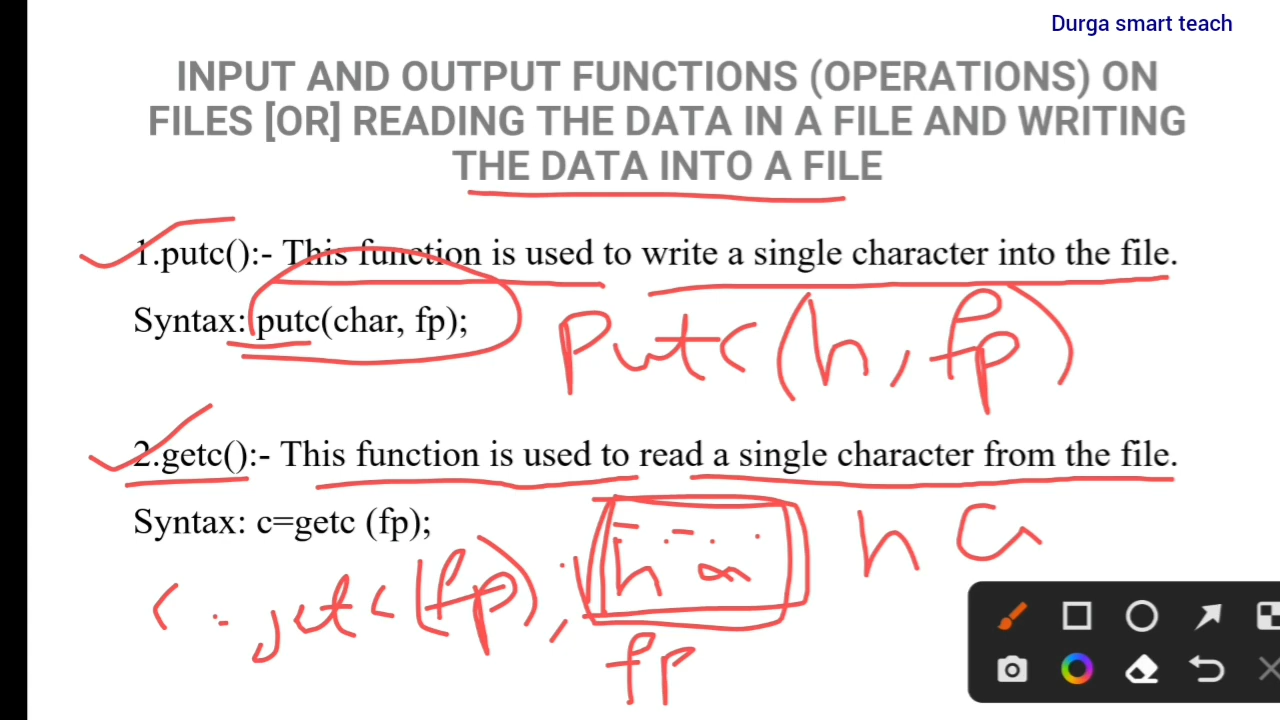 Durga smart teach
INPUT AND OUTPUT FUNCTIONS (OPERATIONS) ON
FILES [OR] READING THE DATA IN A FILE AND WRITING
THE DATA INTO A FILE
1.putc():- This function is used to write a single character into the file.
Syntax: putc(char, fp);
putc(h, fp)
2.getc():- This function is used to read a single character from the file.
Syntax: c=getc (fp);
getc(fp);
h
h
fp